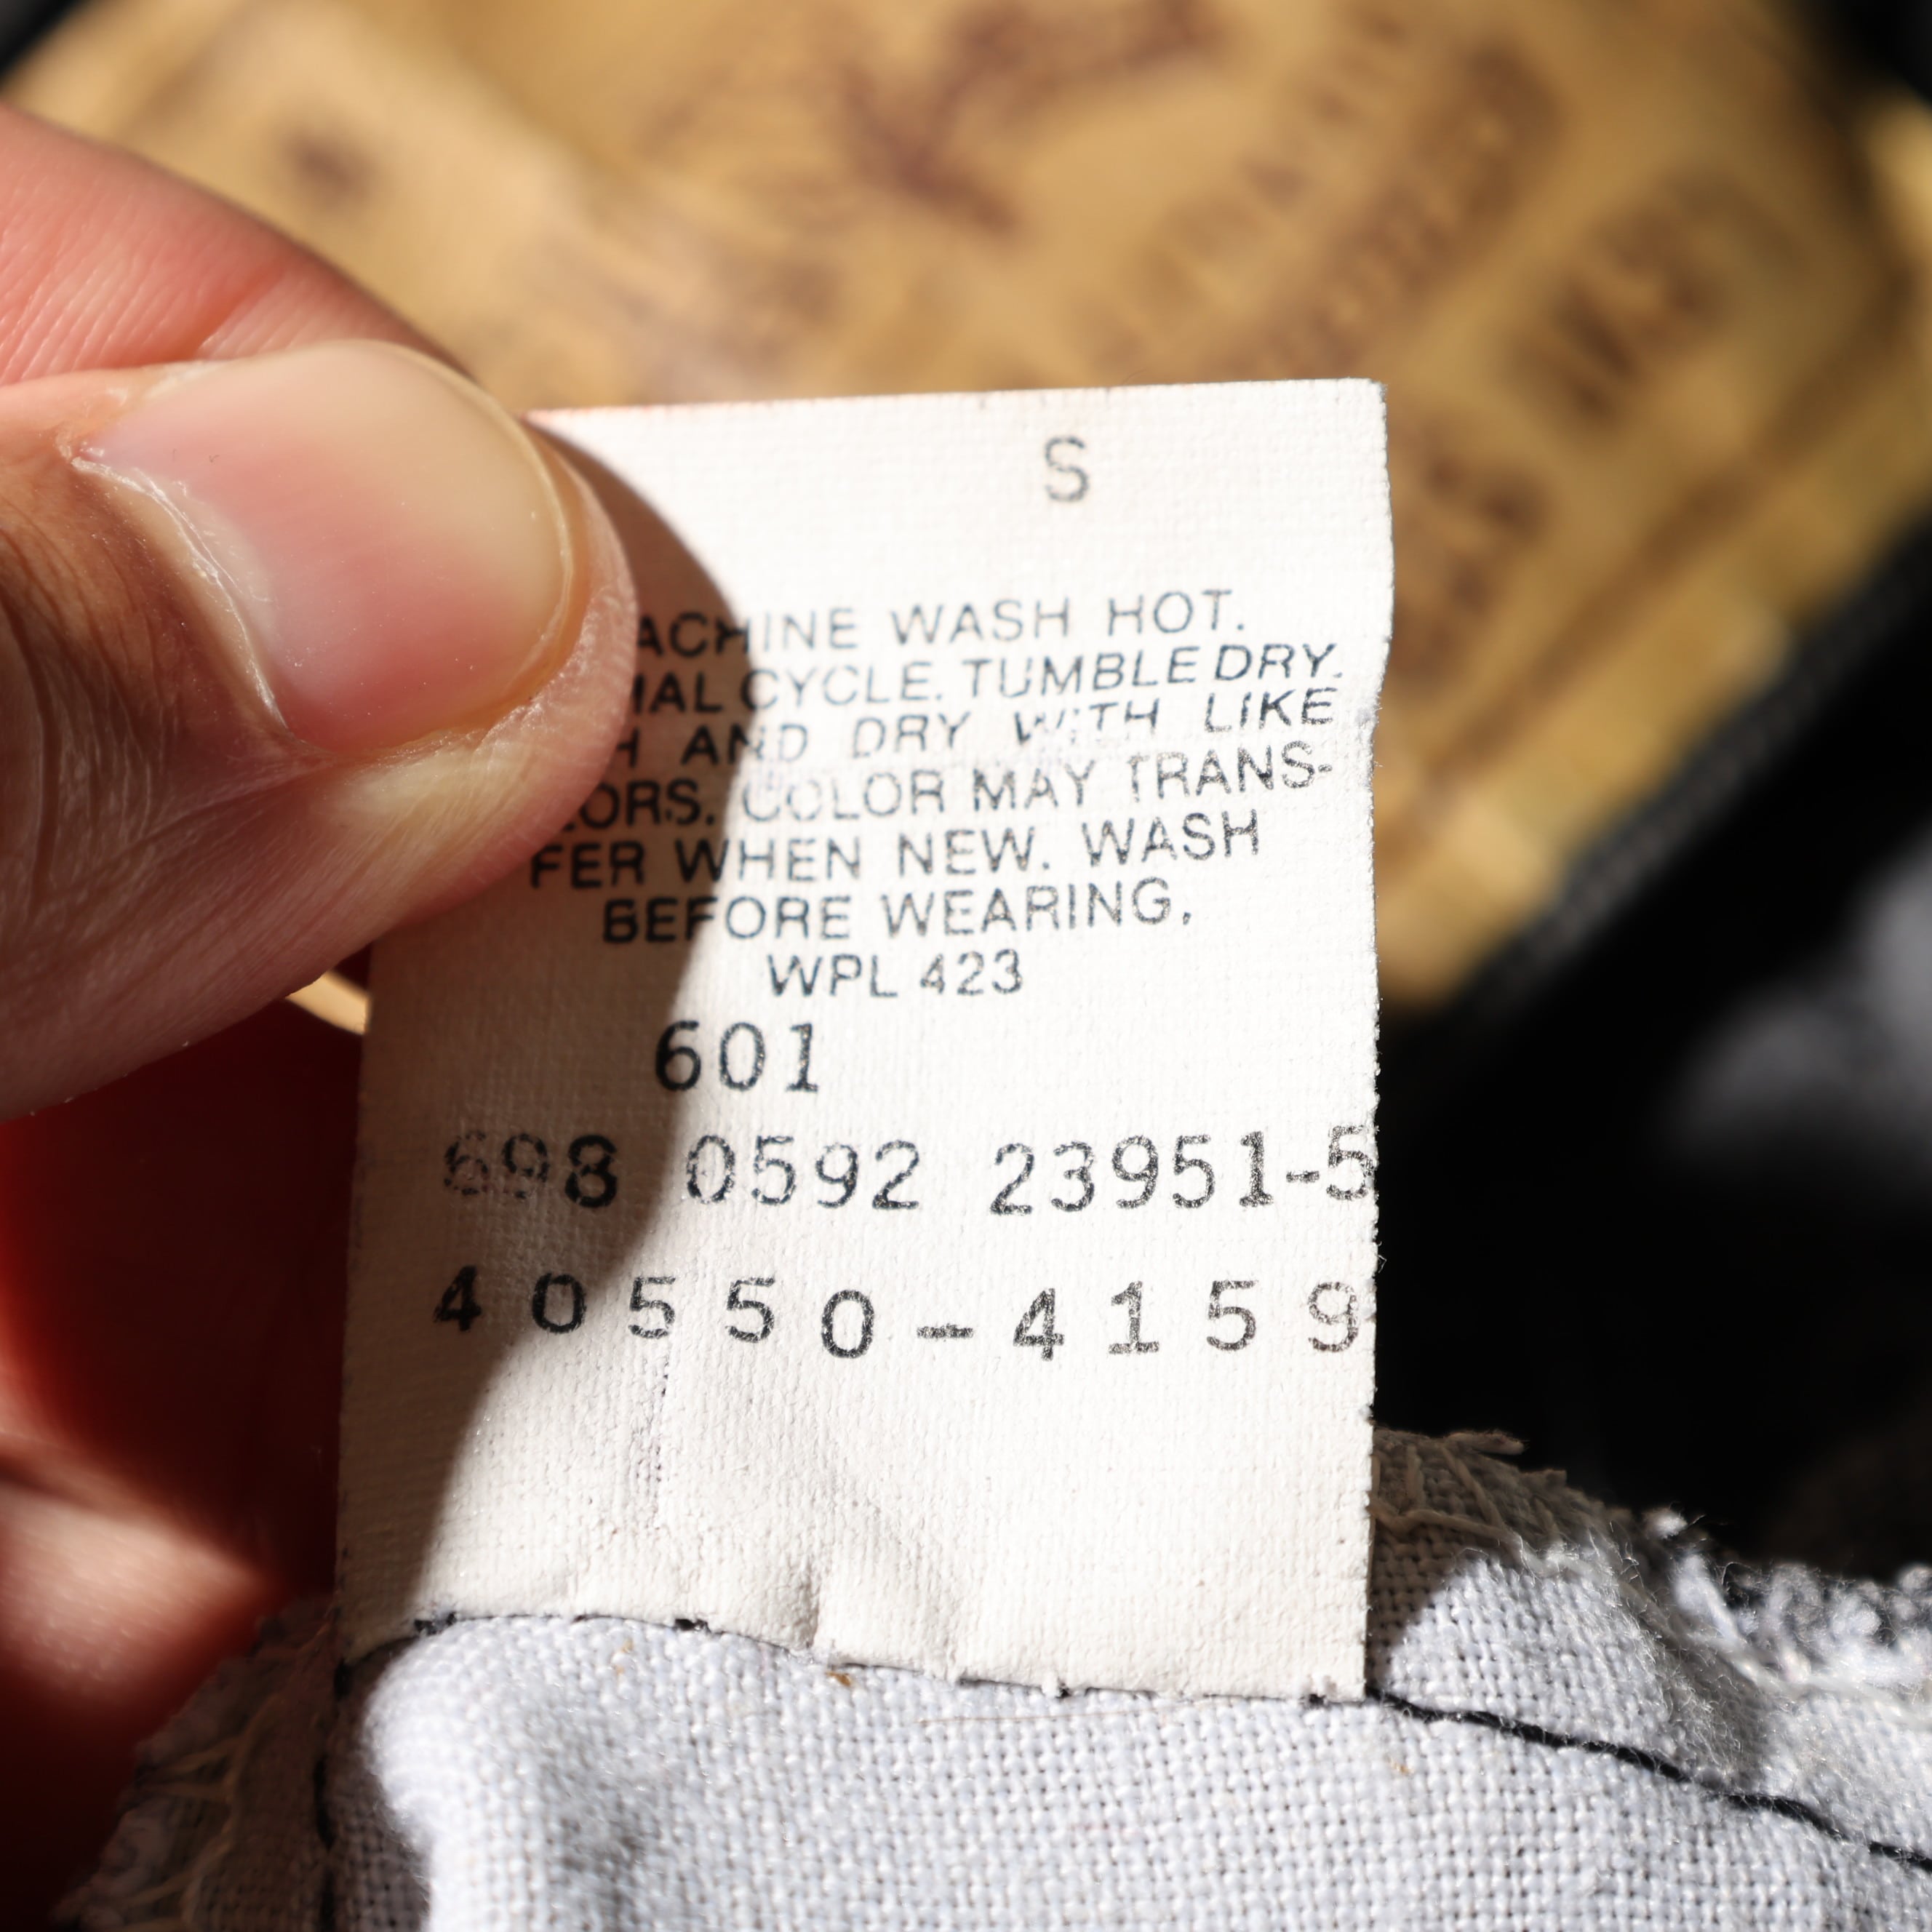 S
ACHINE WASH HOT.
MAL CYCLE. TUMBLE DRY.
H AND DRY WITH LIKE
LORS. COLOR MAY TRANS-
FER WHEN NEW. WASH
BEFORE WEARING.
WPL 423
601
698 0592 23951-5
40550-4159